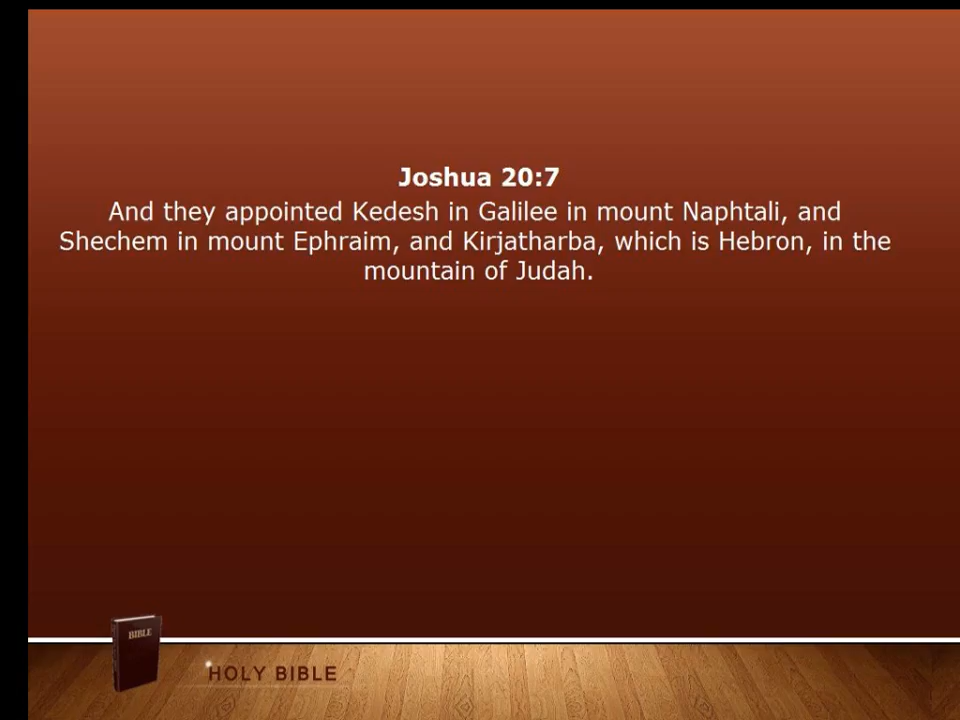 Joshua 20:7
And they appointed Kedesh in Galilee in mount Naphtali, and
Shechem in mount Ephraim, and Kirjatharba, which is Hebron, in the
mountain of Judah.
BIBLE
HOLY BIBLE